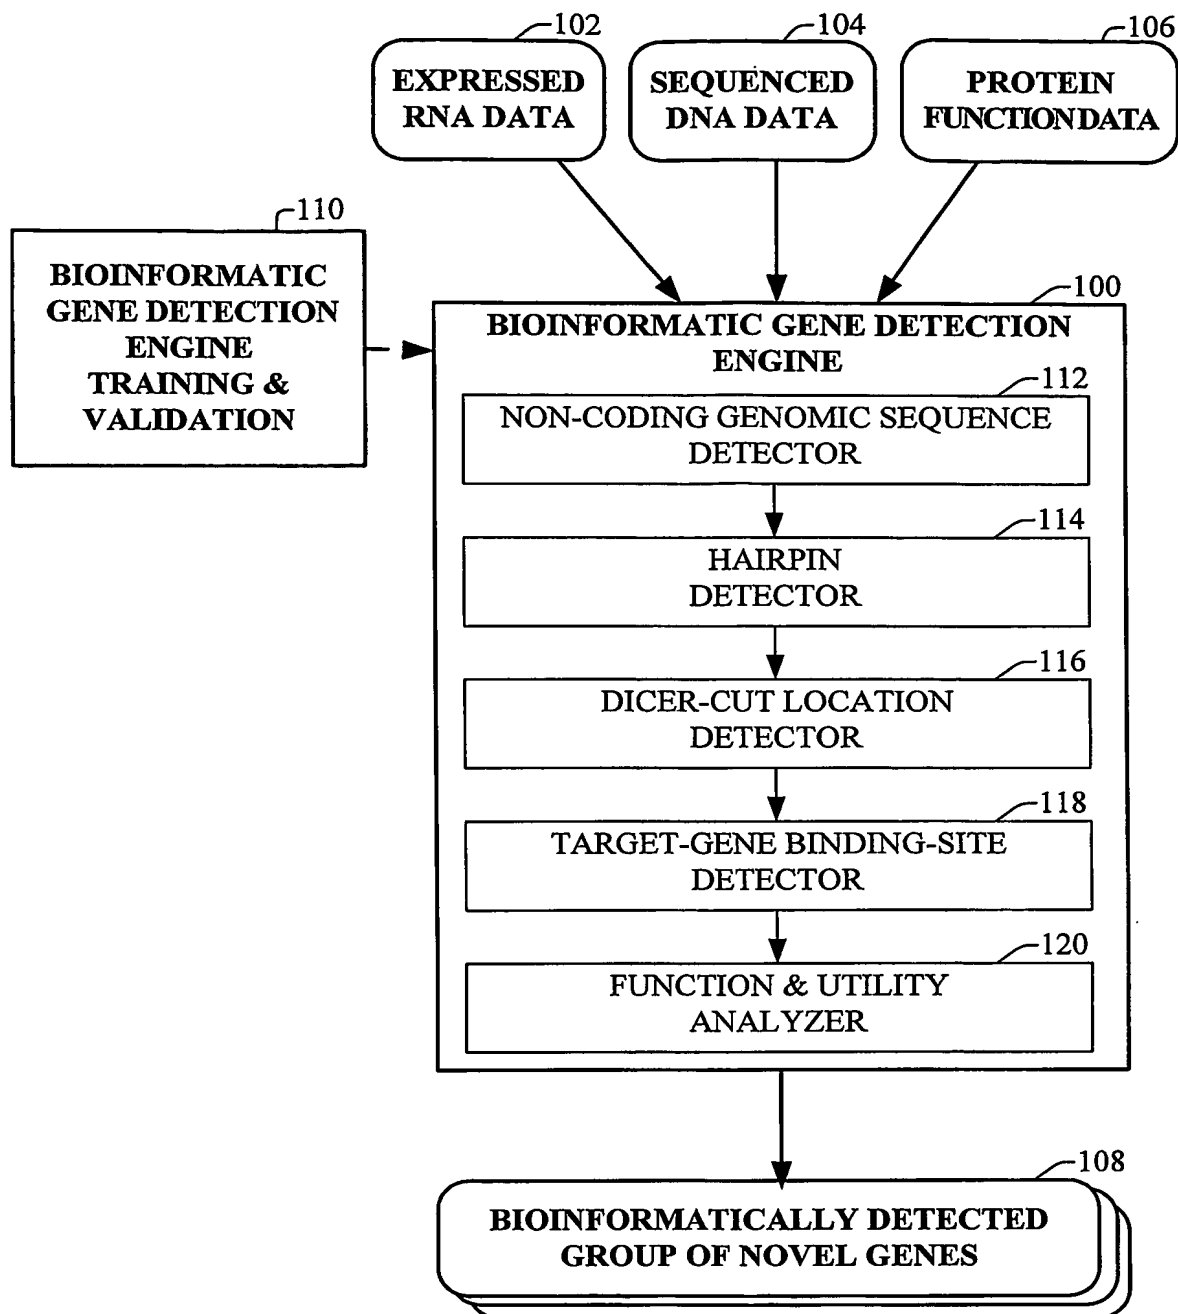 102
104
106
EXPRESSED
RNA DATA
SEQUENCED
DNA DATA
PROTEIN
FUNCTION DATA
110
BIOINFORMATIC
GENE DETECTION
ENGINE
TRAINING &
VALIDATION
100
BIOINFORMATIC GENE DETECTION
ENGINE
112
NON-CODING GENOMIC SEQUENCE
DETECTOR
114
HAIRPIN
DETECTOR
116
DICER-CUT LOCATION
DETECTOR
118
TARGET-GENE BINDING-SITE
DETECTOR
120
FUNCTION & UTILITY
ANALYZER
108
BIOINFORMATICALLY DETECTED
GROUP OF NOVEL GENES